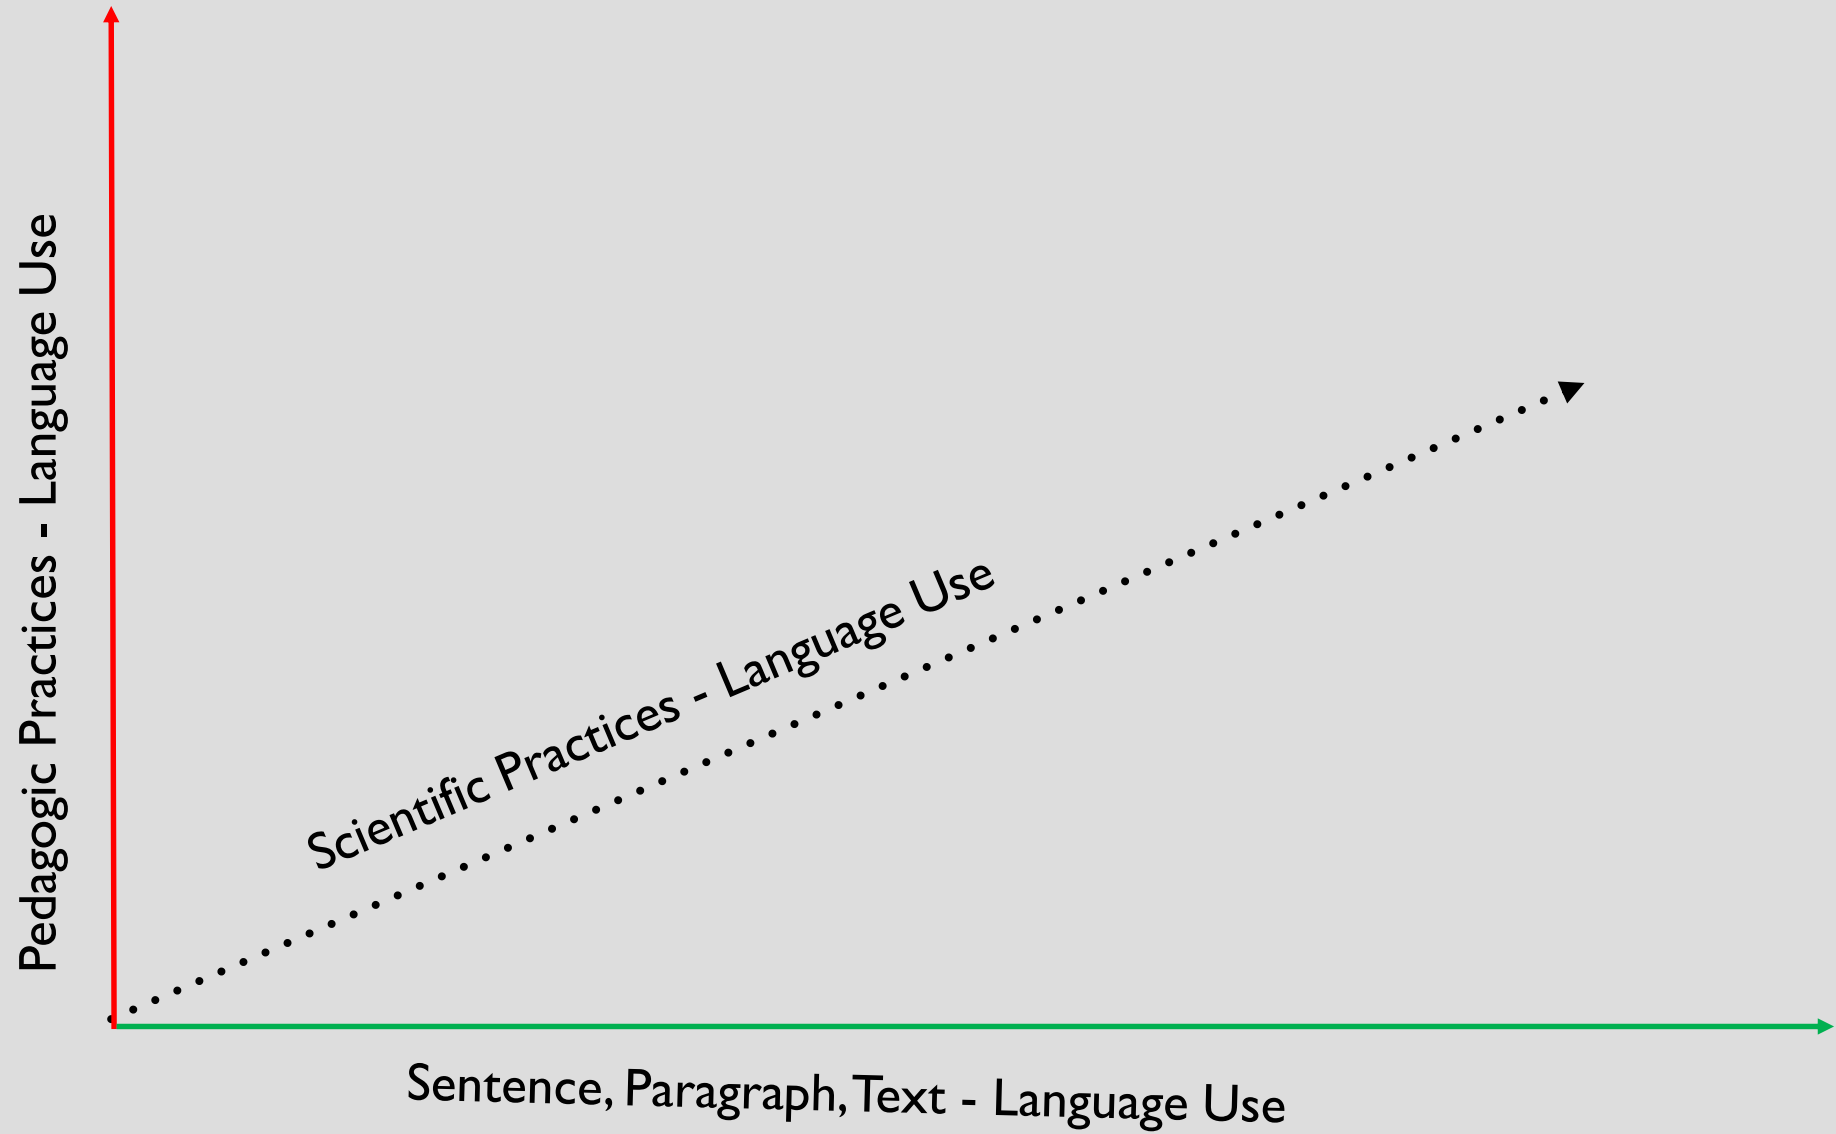 Pedagogic Practices - Language Use
Scientific Practices - Language Use
Sentence, Paragraph, Text - Language Use